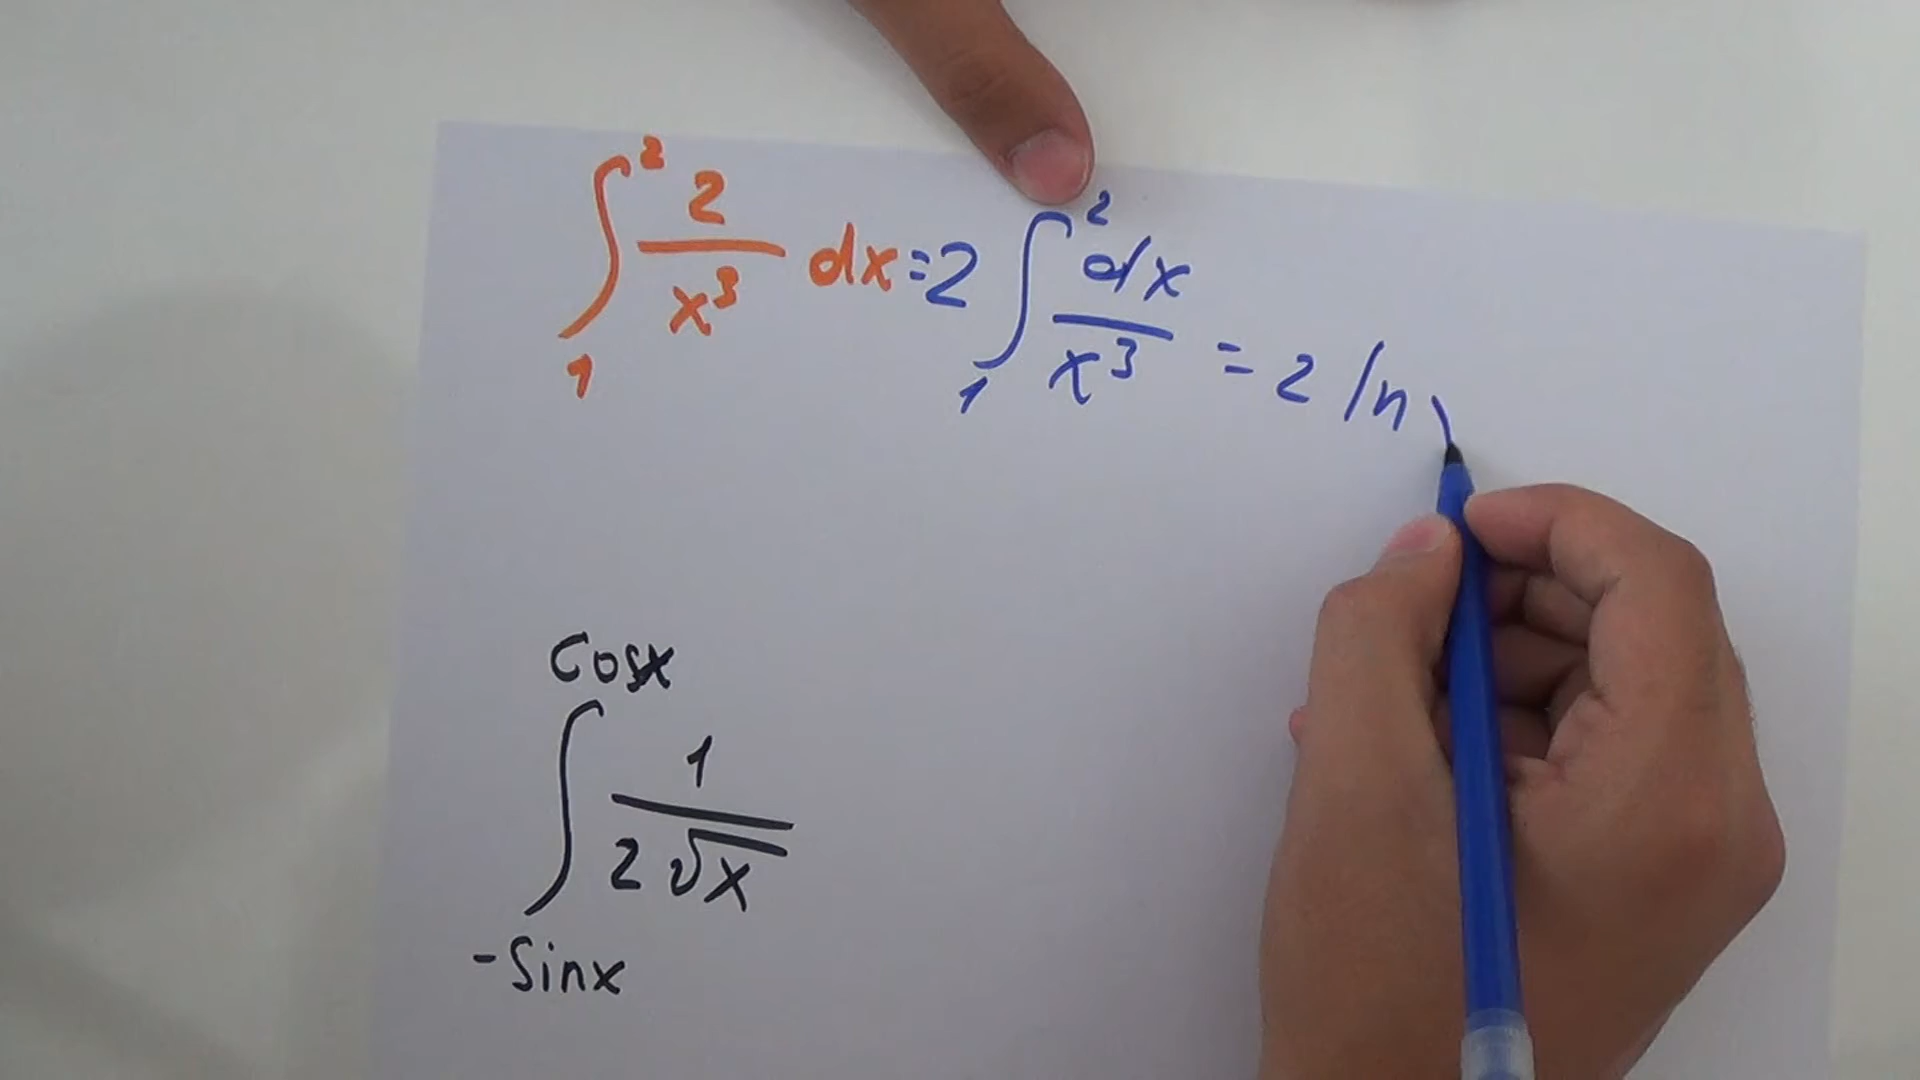 ∫₁² 2/x³ dx = 2 ∫₁² dx/x³ = 2 ln
cosx
∫ 1/(2√x)
-sinx